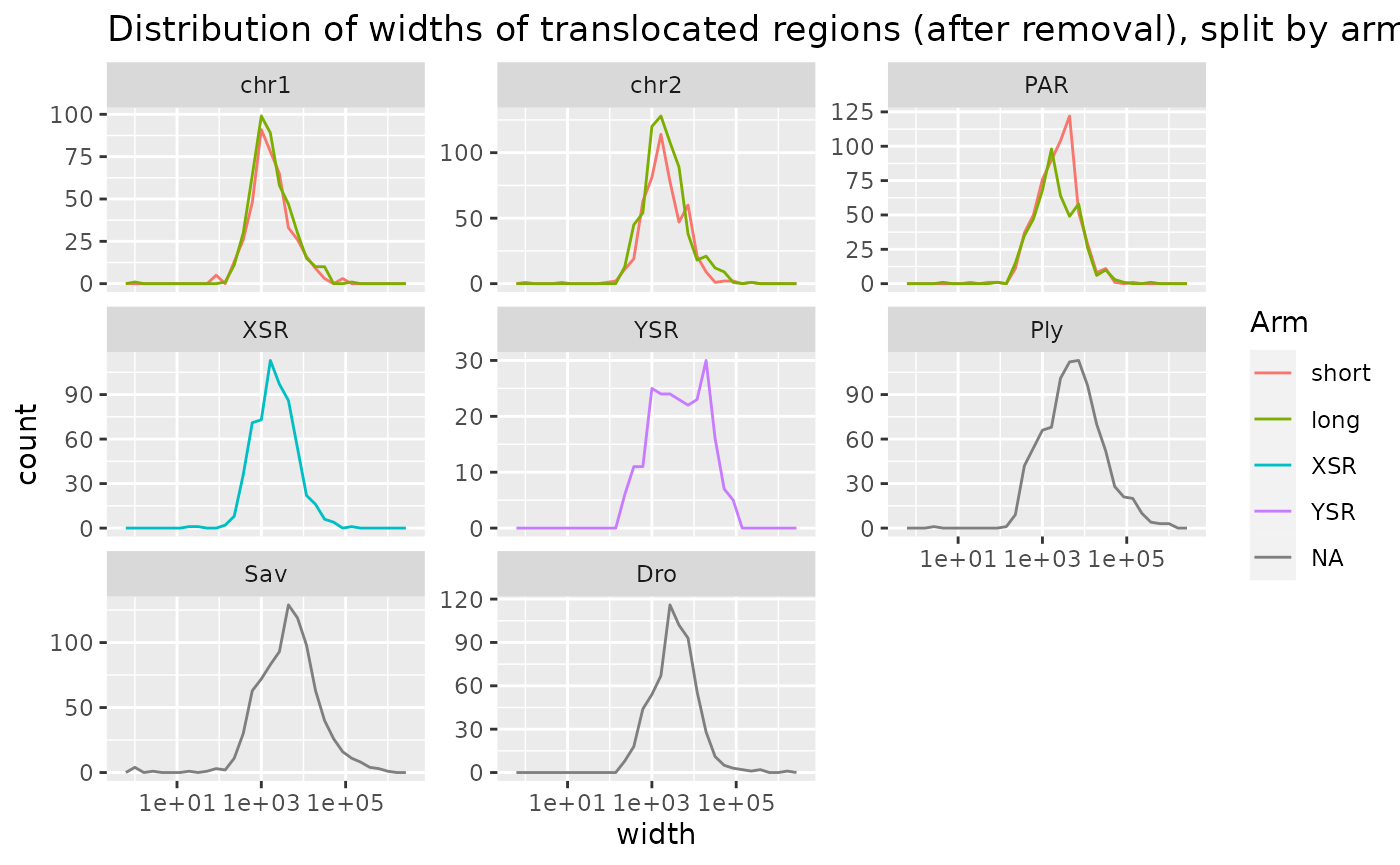 Distribution of widths of translocated regions (after removal), split by arm
chr1
chr2
PAR
100
75
50
25
0
100
50
0
125
100
75
50
25
0
XSR
YSR
Ply
90
60
30
0
30
20
10
0
90
60
30
0
1e+01 1e+03 1e+05
Sav
Dro
100
50
0
120
90
60
30
0
1e+01 1e+03 1e+05
1e+01 1e+03 1e+05
count
width
Arm
short
long
XSR
YSR
NA